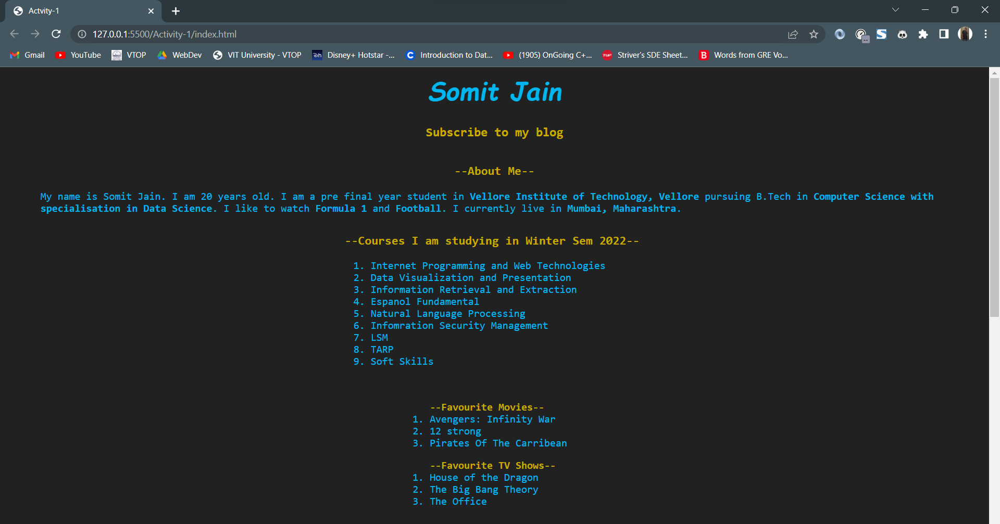 Actvity-1
127.0.0.1:5500/Activity-1/index.html
Gmail YouTube VTOP WebDev VIT University - VTOP Disney+ Hotstar -... Introduction to Dat... (1905) OnGoing C+... Striver's SDE Sheet... Words from GRE Vo...
Somit Jain
Subscribe to my blog
--About Me--
My name is Somit Jain. I am 20 years old. I am a pre final year student in Vellore Institute of Technology, Vellore pursuing B.Tech in Computer Science with
specialisation in Data Science. I like to watch Formula 1 and Football. I currently live in Mumbai, Maharashtra.
--Courses I am studying in Winter Sem 2022--
1. Internet Programming and Web Technologies
2. Data Visualization and Presentation
3. Information Retrieval and Extraction
4. Espanol Fundamental
5. Natural Language Processing
6. Infomration Security Management
7. LSM
8. TARP
9. Soft Skills
--Favourite Movies--
1. Avengers: Infinity War
2. 12 strong
3. Pirates Of The Carribean
--Favourite TV Shows--
1. House of the Dragon
2. The Big Bang Theory
3. The Office